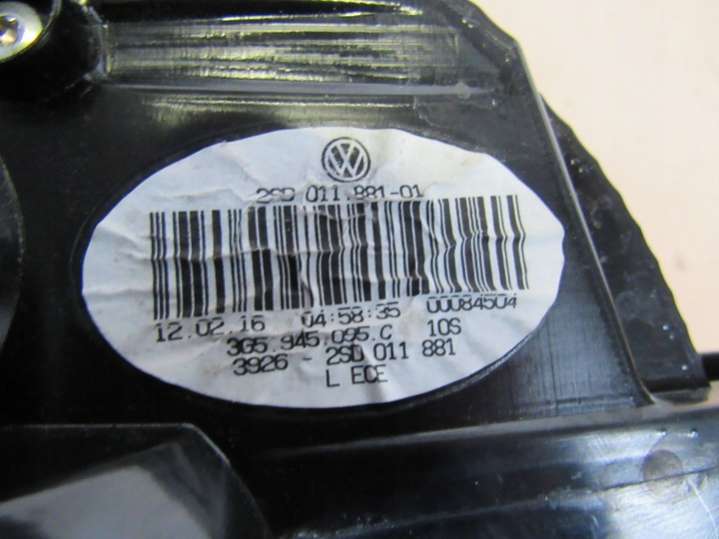 2SD 011.881-01
12.02.16 04:58:35 00084504
3G5.945.095.C 10S
3926 - 2SD 011 881
L ECE